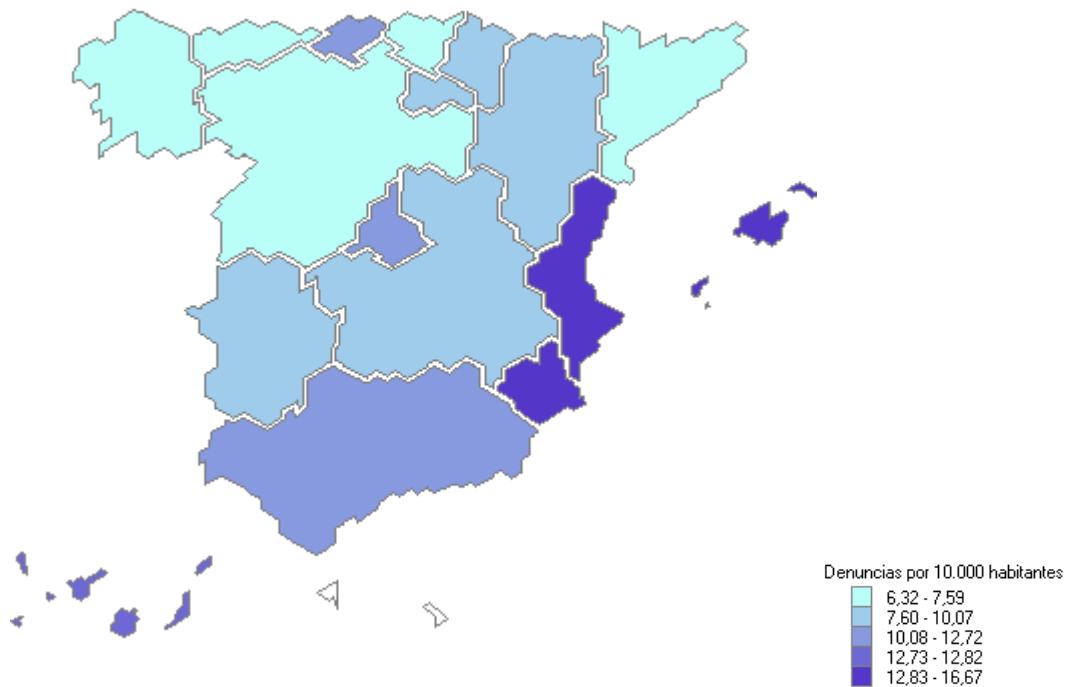 Denuncias por 10.000 habitantes
6,32 - 7,59
7,60 - 10,07
10,08 - 12,72
12,73 - 12,82
12,83 - 16,67